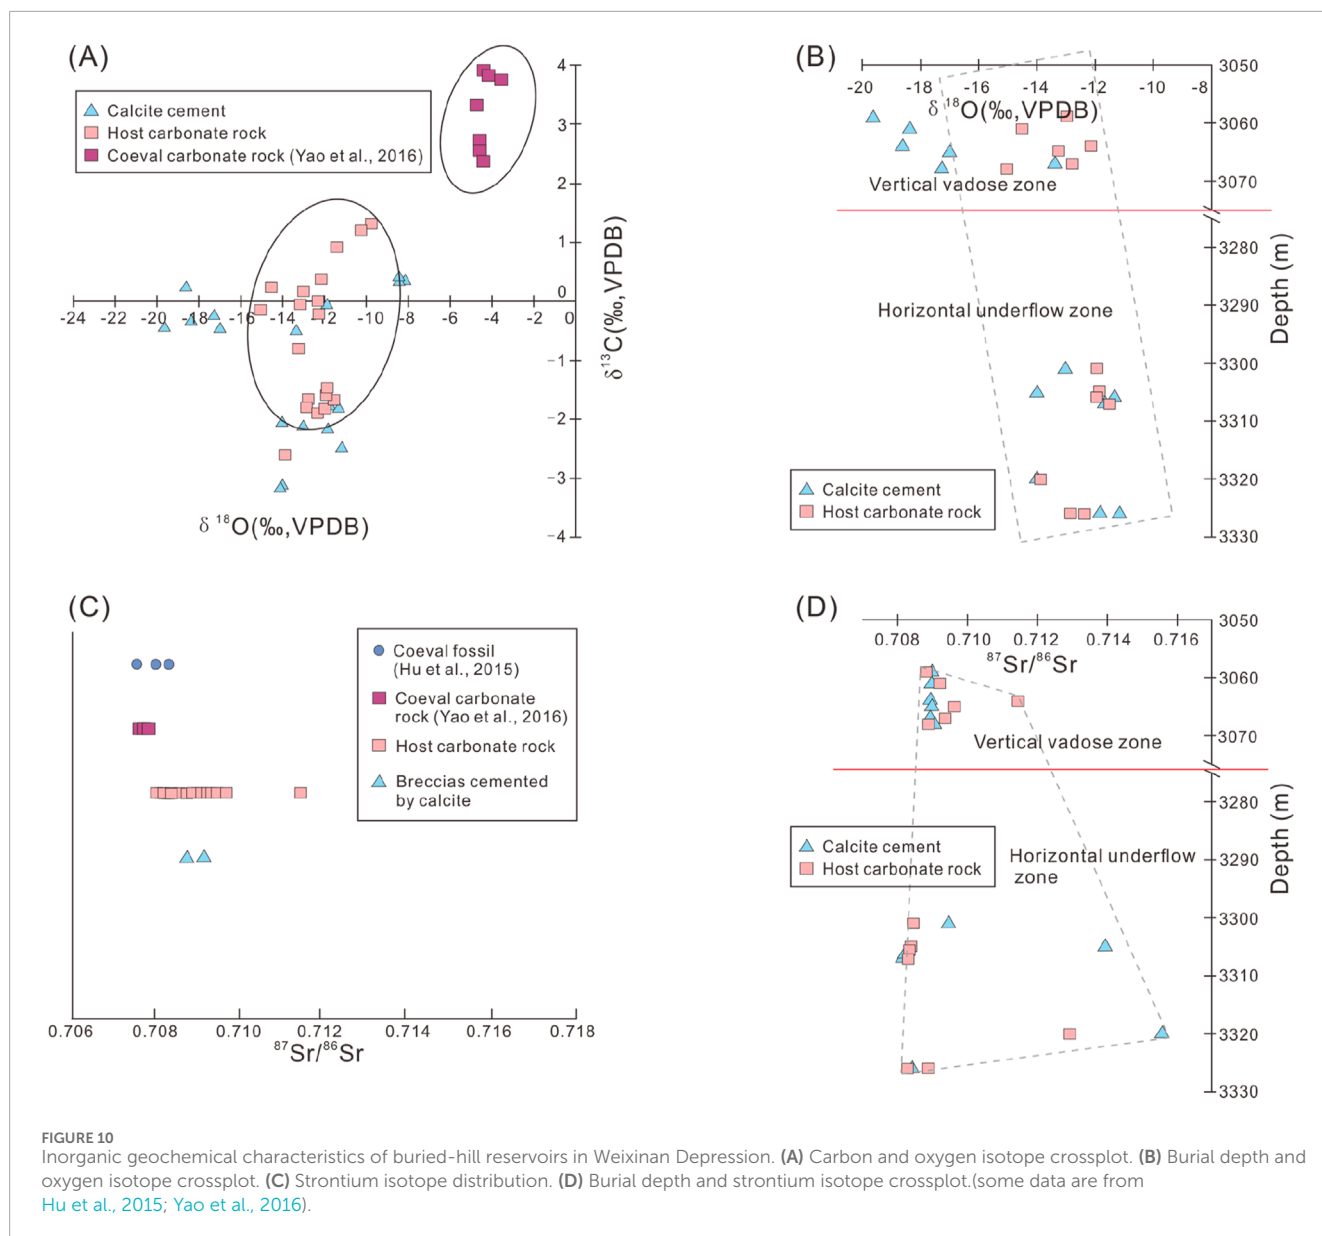 (A)
Calcite cement
Host carbonate rock
Coeval carbonate rock (Yao et al., 2016)
4
3
2
1
0
-24 -22 -20 -18 -16 -14 -12 -10 -8 -6 -4 -2 0
-1
-2
-3
-4
δ 18O(‰,VPDB)
δ13C(‰,VPDB)
(B)
-20 -18 -16 -14 -12 -10 -8
δ 18O(‰,VPDB)
3050
3060
3070
3280
3290
3300
3310
3320
3330
Depth (m)
Vertical vadose zone
Horizontal underflow zone
Calcite cement
Host carbonate rock
(C)
Coeval fossil
(Hu et al., 2015)
Coeval carbonate
rock (Yao et al., 2016)
Host carbonate rock
Breccias cemented
by calcite
0.706 0.708 0.710 0.712 0.714 0.716 0.718
87Sr/86Sr
(D)
0.708 0.710 0.712 0.714 0.716
87Sr/86Sr
3050
3060
3070
3280
3290
3300
3310
3320
3330
Depth (m)
Vertical vadose zone
Calcite cement
Host carbonate rock
Horizontal underflow
zone
FIGURE 10
Inorganic geochemical characteristics of buried-hill reservoirs in Weixinan Depression. (A) Carbon and oxygen isotope crossplot. (B) Burial depth and
oxygen isotope crossplot. (C) Strontium isotope distribution. (D) Burial depth and strontium isotope crossplot.(some data are from
Hu et al., 2015; Yao et al., 2016).